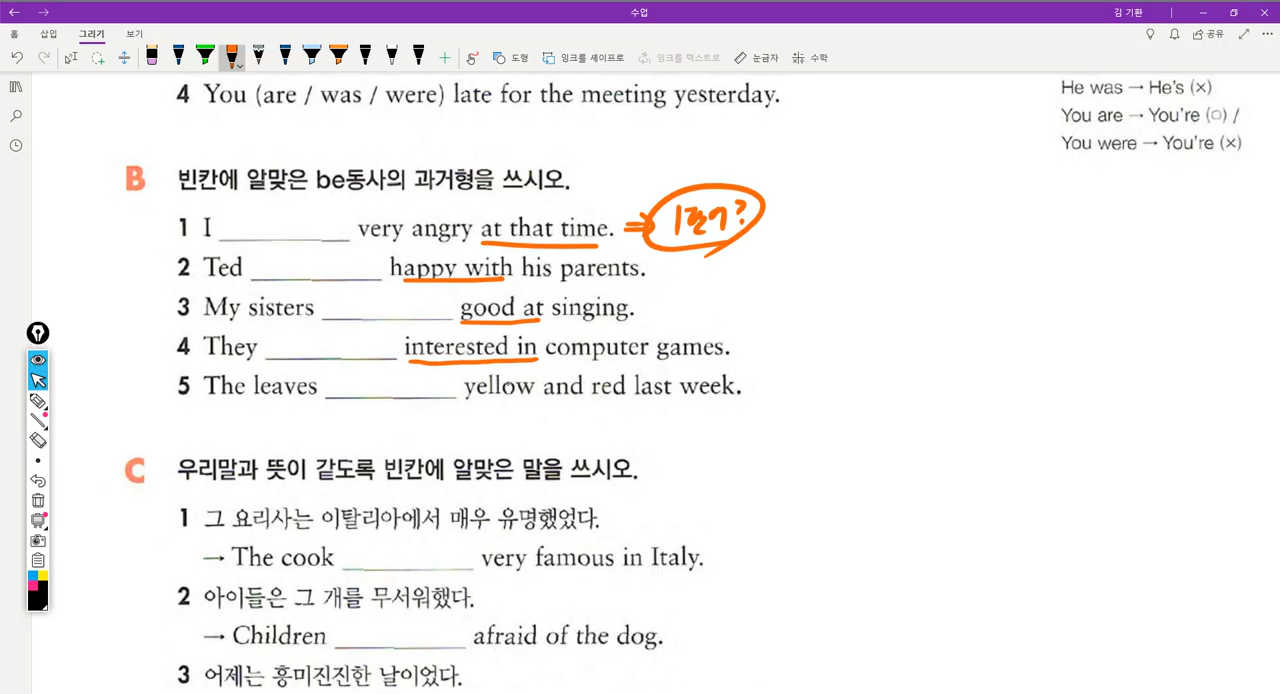 수업
김 기환
홈 삽입 그리기 보기
공유
도형 잉크를 셰이프로 잉크를 텍스트로 눈금자 수학
4 You (are / was / were) late for the meeting yesterday.
He was → He's (×)
You are → You're (○) /
You were → You're (×)
B 빈칸에 알맞은 be동사의 과거형을 쓰시오.
1 I __________ very angry at that time.
2 Ted __________ happy with his parents.
3 My sisters __________ good at singing.
4 They __________ interested in computer games.
5 The leaves __________ yellow and red last week.
C 우리말과 뜻이 같도록 빈칸에 알맞은 말을 쓰시오.
1 그 요리사는 이탈리아에서 매우 유명했었다.
→ The cook __________ very famous in Italy.
2 아이들은 그 개를 무서워했다.
→ Children __________ afraid of the dog.
3 어제는 흥미진진한 날이었다.